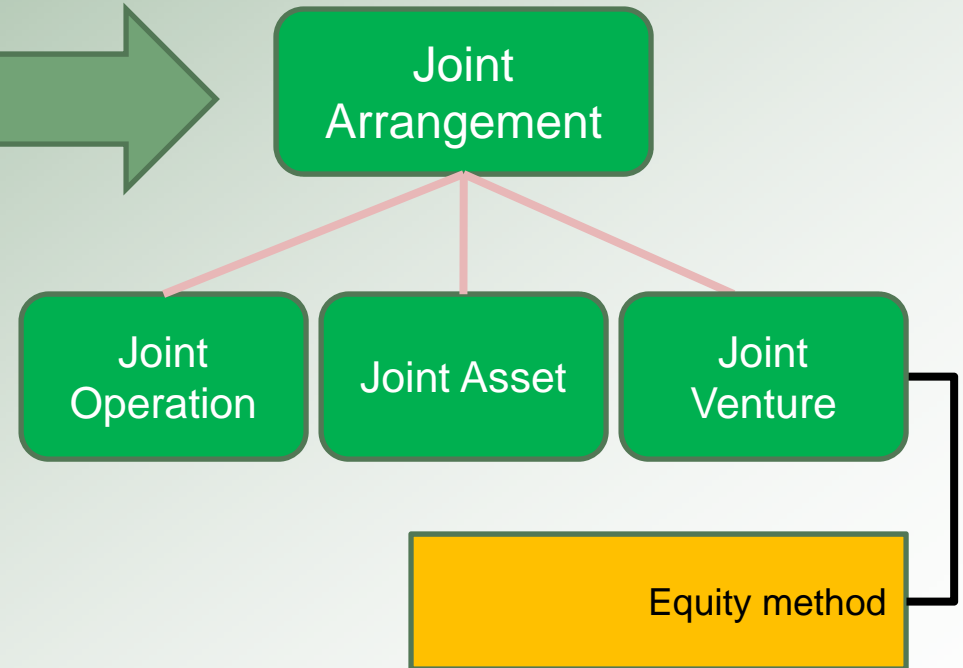 Joint
Arrangement
Joint
Operation
Joint Asset
Joint
Venture
Equity method